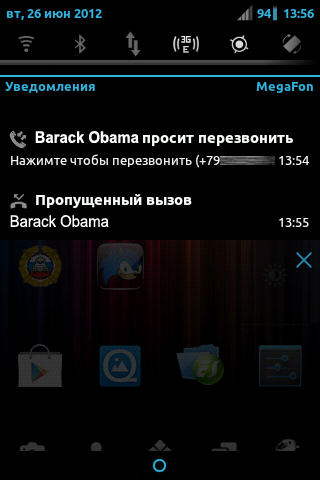 вт, 26 июн 2012 94 13:56
3G
E
Уведомления MegaFon
Barack Obama просит перезвонить
Нажмите чтобы перезвонить (+79 13:54
Пропущенный вызов
Barack Obama 13:55